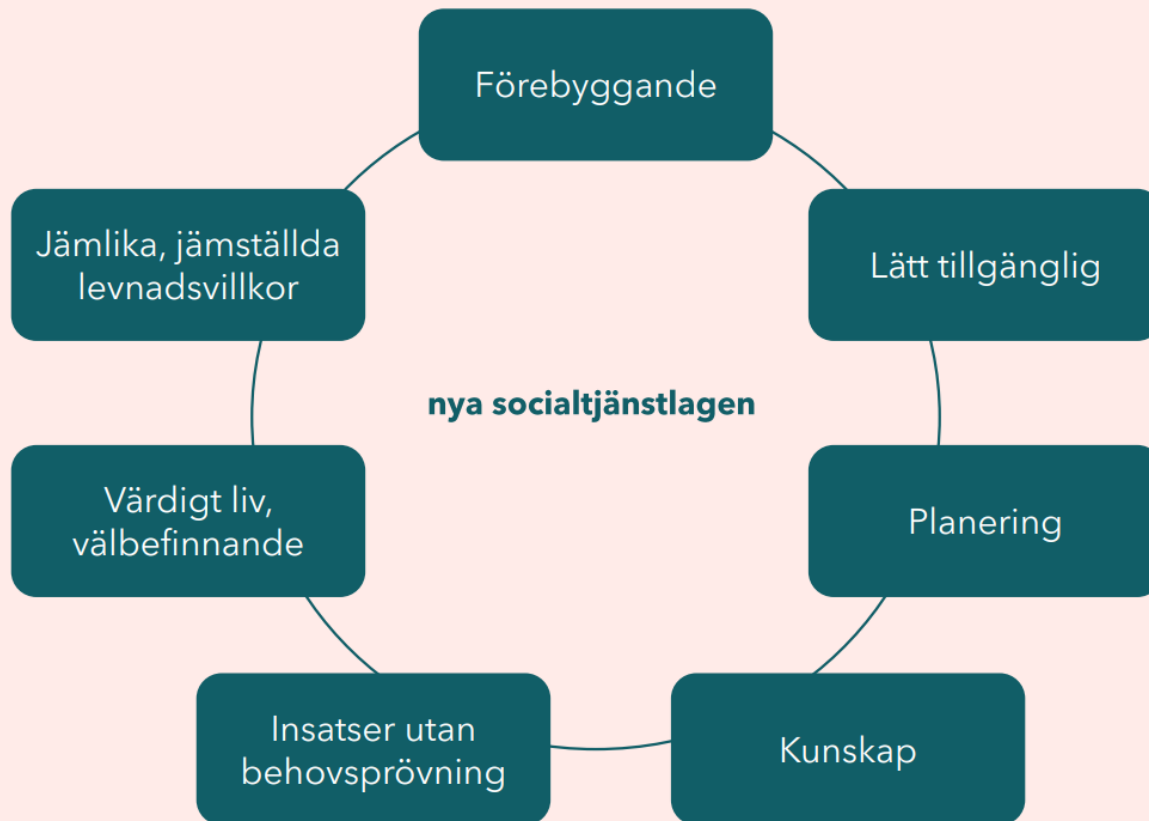 Förebyggande
Jämlika, jämställda
levnadsvillkor
Lätt tillgänglig
nya socialtjänstlagen
Värdigt liv,
välbefinnande
Planering
Insatser utan
behovsprövning
Kunskap